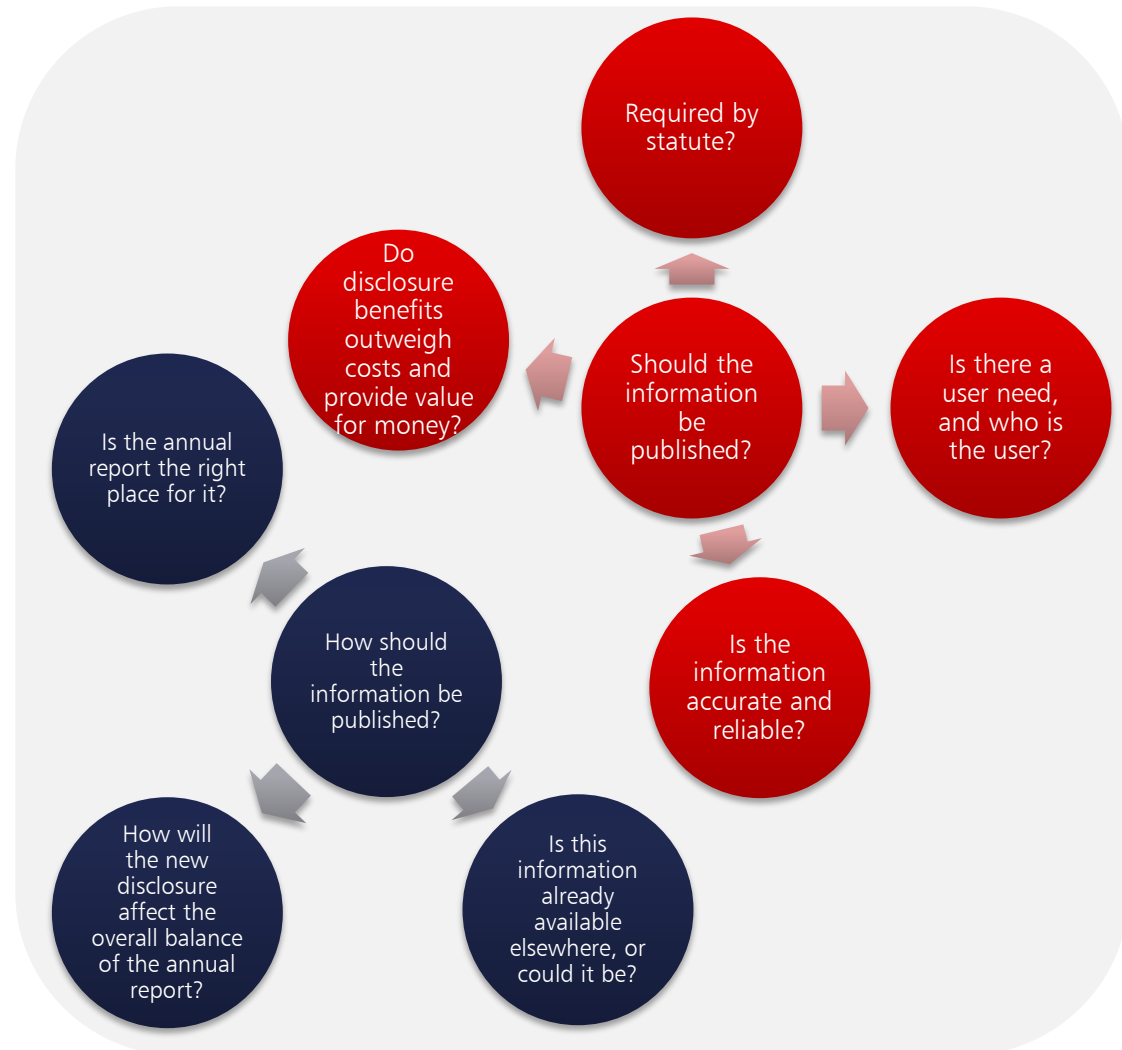 Required by
statute?
Do
disclosure
benefits
outweigh
costs and
provide value
for money?
Should the
information
be
published?
Is there a
user need,
and who is
the user?
Is the annual
report the right
place for it?
How should
the
information be
published?
Is the
information
accurate and
reliable?
How will
the new
disclosure
affect the
overall balance
of the annual
report?
Is this
information
already
available
elsewhere, or
could it be?